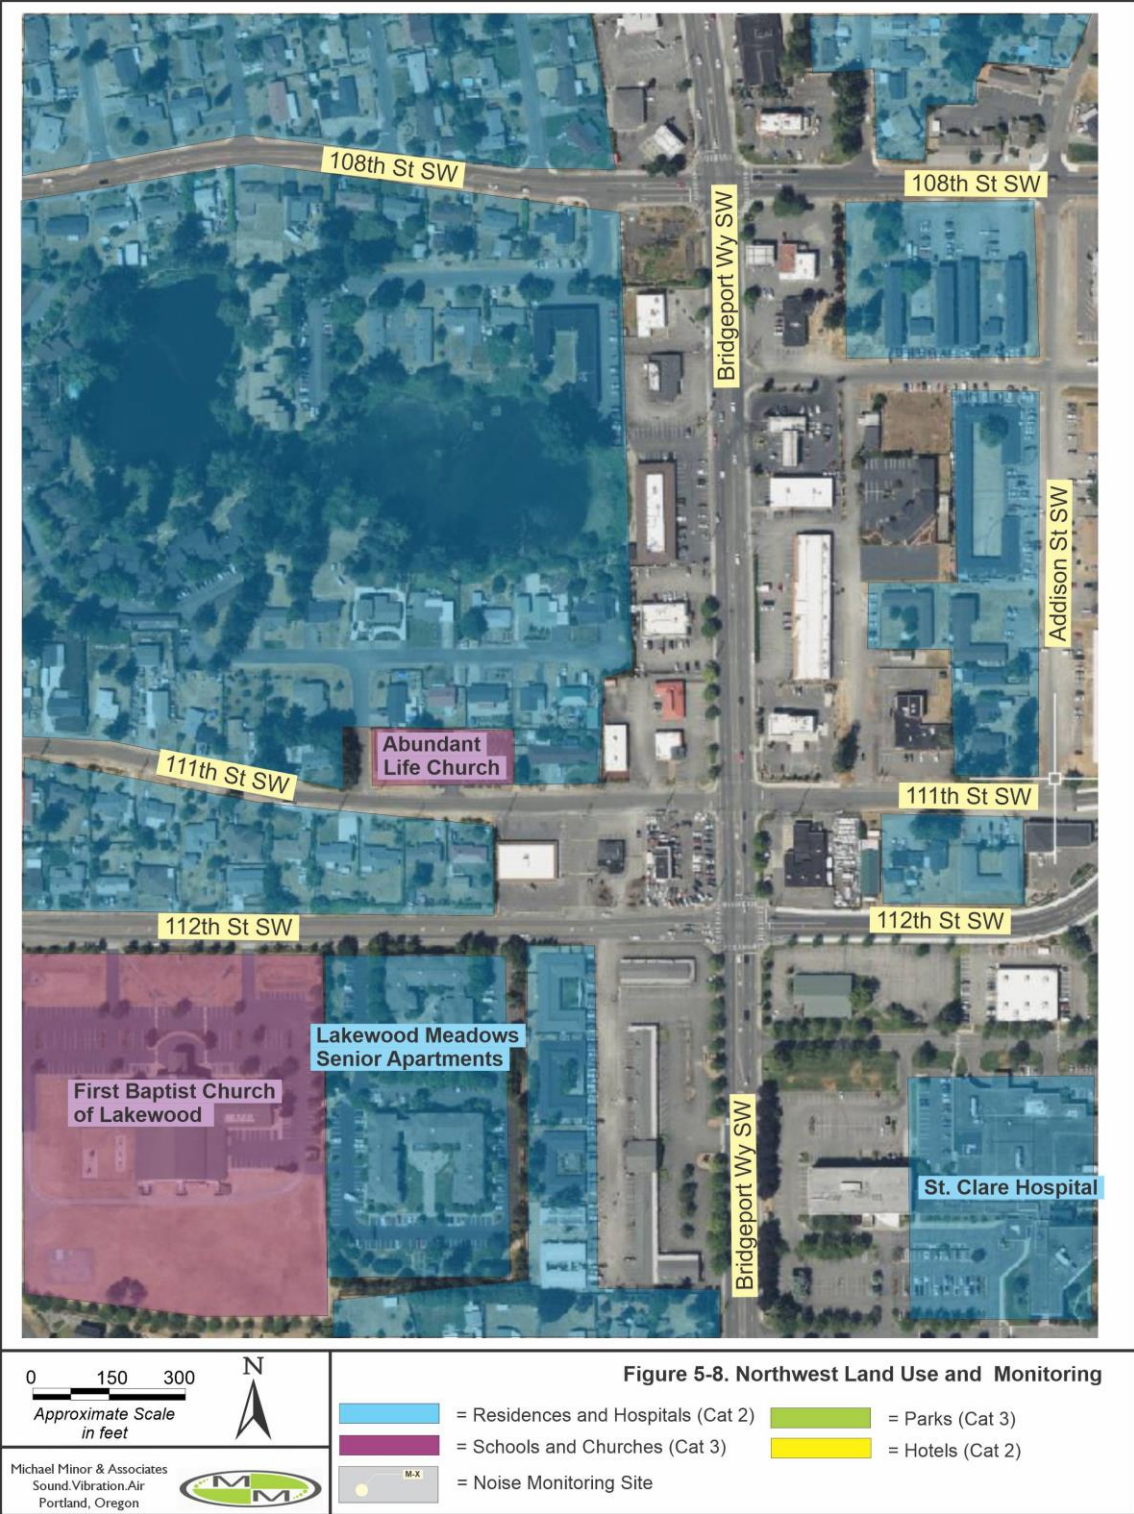 108th St SW
108th St SW
Bridgeport Wy SW
Addison St SW
Abundant
Life Church
111th St SW
111th St SW
112th St SW
112th St SW
Lakewood Meadows
Senior Apartments
First Baptist Church
of Lakewood
Bridgeport Wy SW
St. Clare Hospital
0 150 300
Approximate Scale
in feet
N
Figure 5-8. Northwest Land Use and Monitoring
= Residences and Hospitals (Cat 2)
= Parks (Cat 3)
= Schools and Churches (Cat 3)
= Hotels (Cat 2)
M-X
= Noise Monitoring Site
Michael Minor & Associates
Sound.Vibration.Air
Portland, Oregon
M M